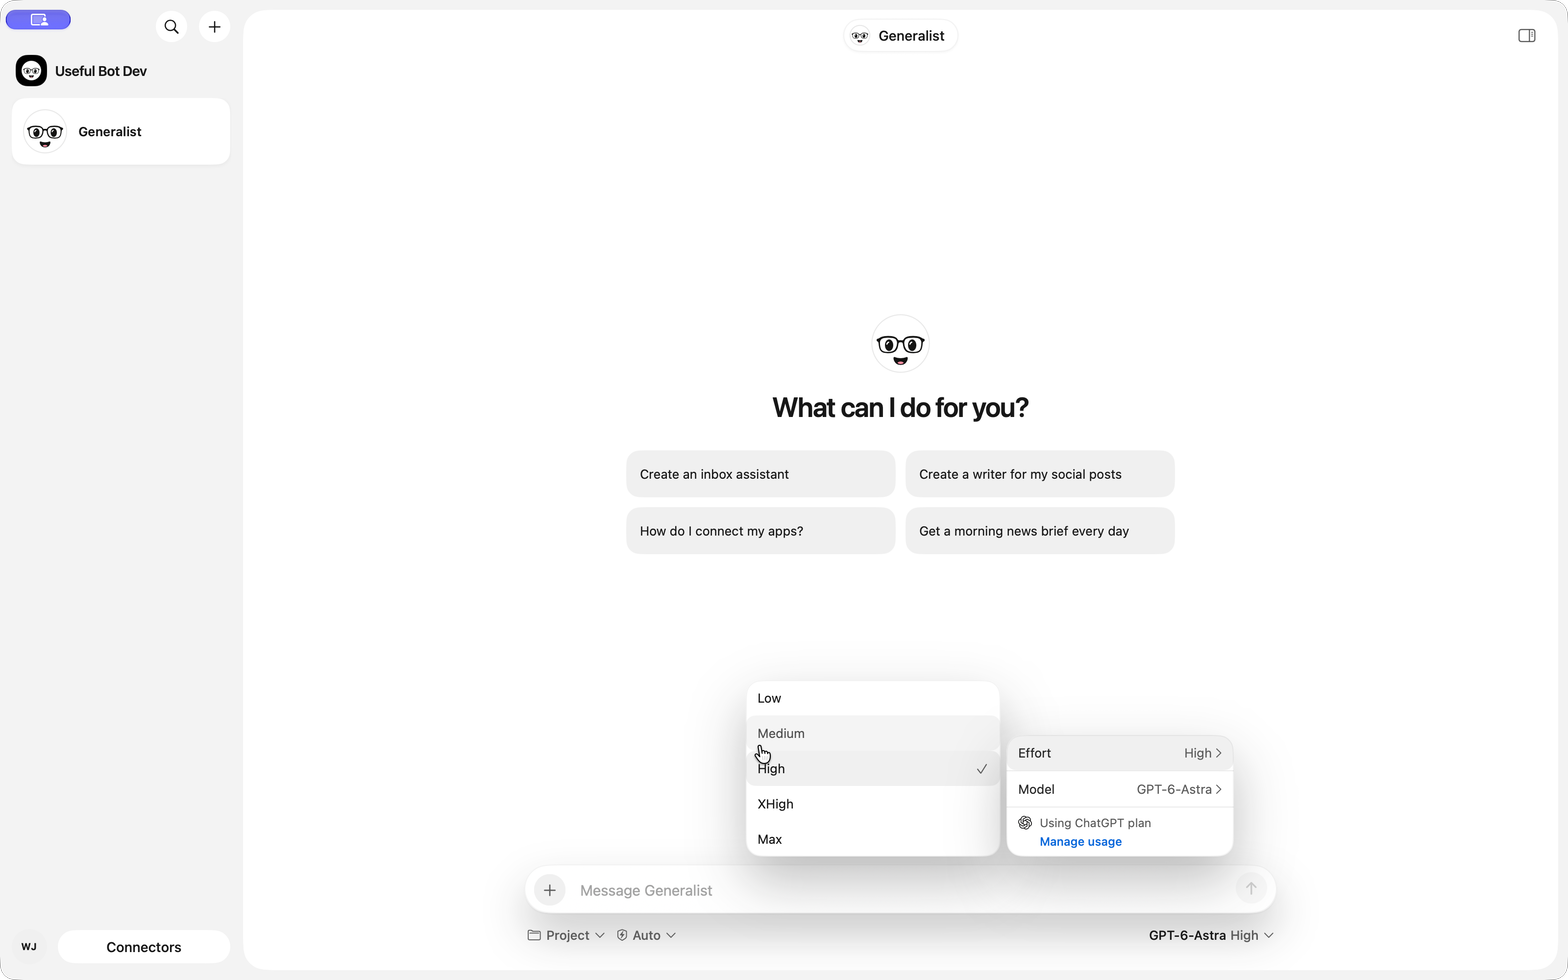 Useful Bot Dev
Generalist
Generalist
What can I do for you?
Create an inbox assistant
Create a writer for my social posts
How do I connect my apps?
Get a morning news brief every day
Low
Medium
High
XHigh
Max
Effort High
Model GPT-6-Astra
Using ChatGPT plan
Manage usage
Message Generalist
Project Auto GPT-6-Astra High
WJ Connectors